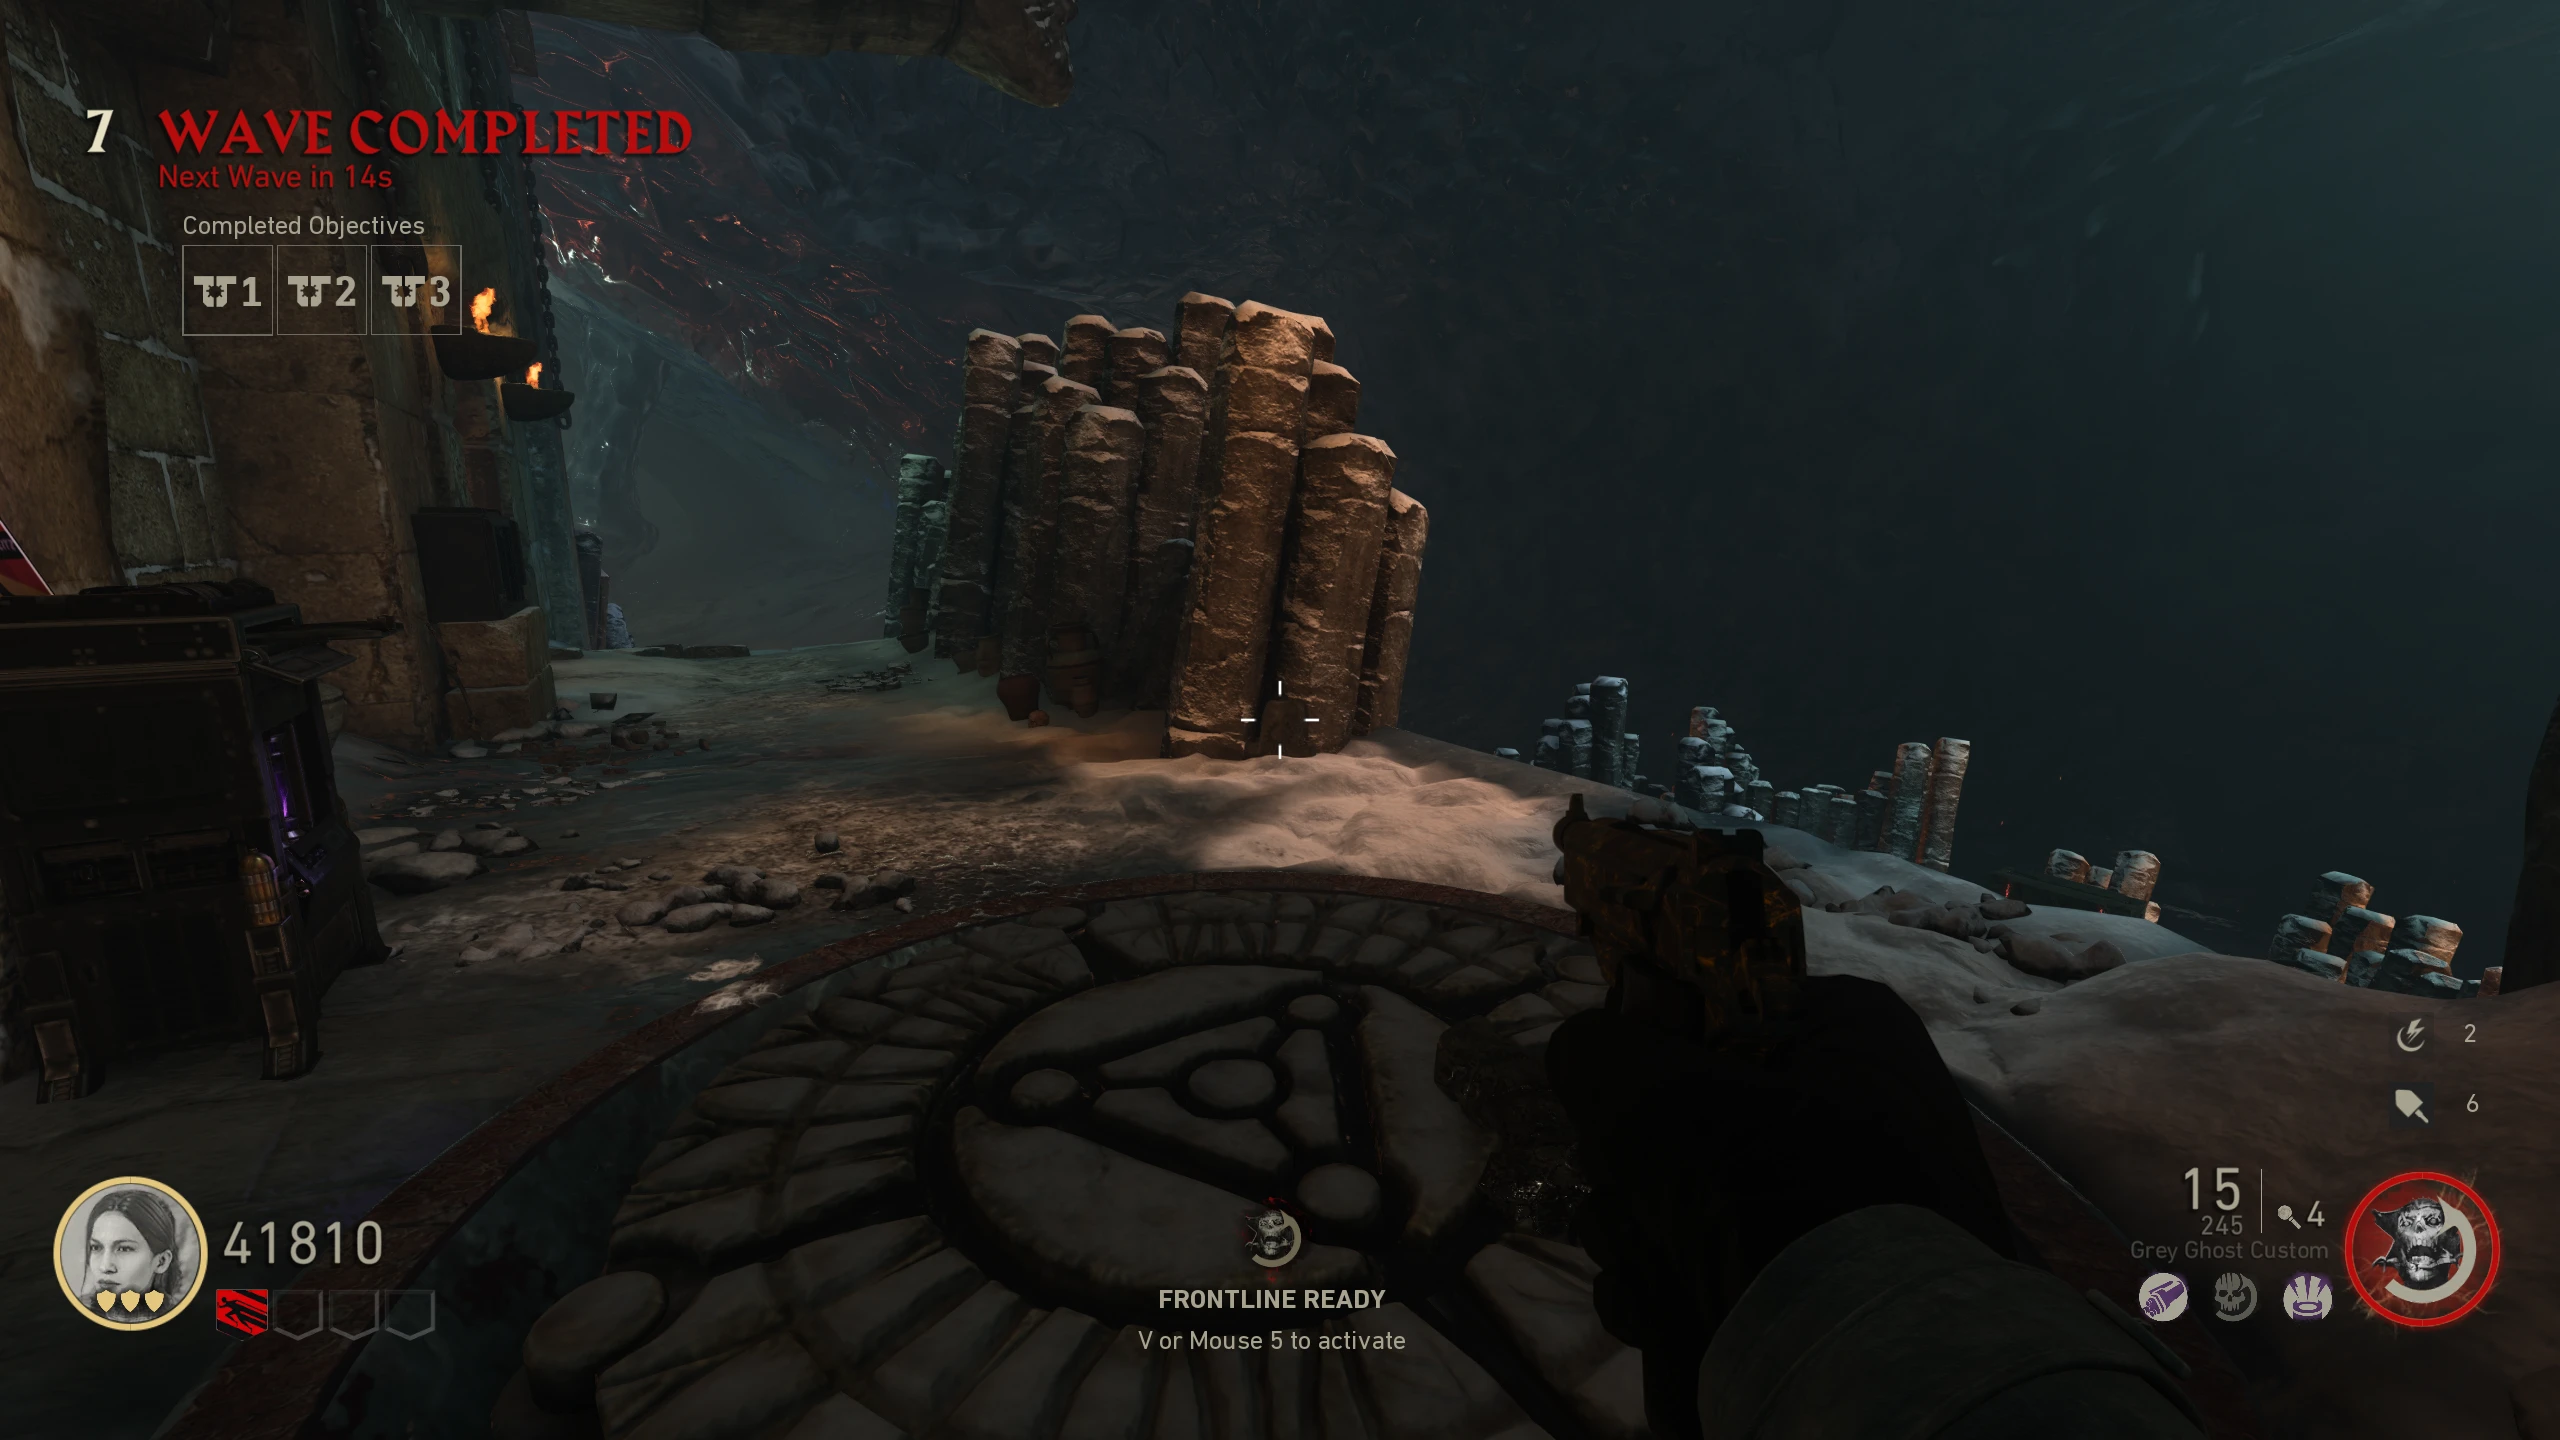 7 WAVE COMPLETED
Next Wave in 14s
Completed Objectives
1 2 3
2
6
15
245
4
Grey Ghost Custom
41810
FRONTLINE READY
V or Mouse 5 to activate